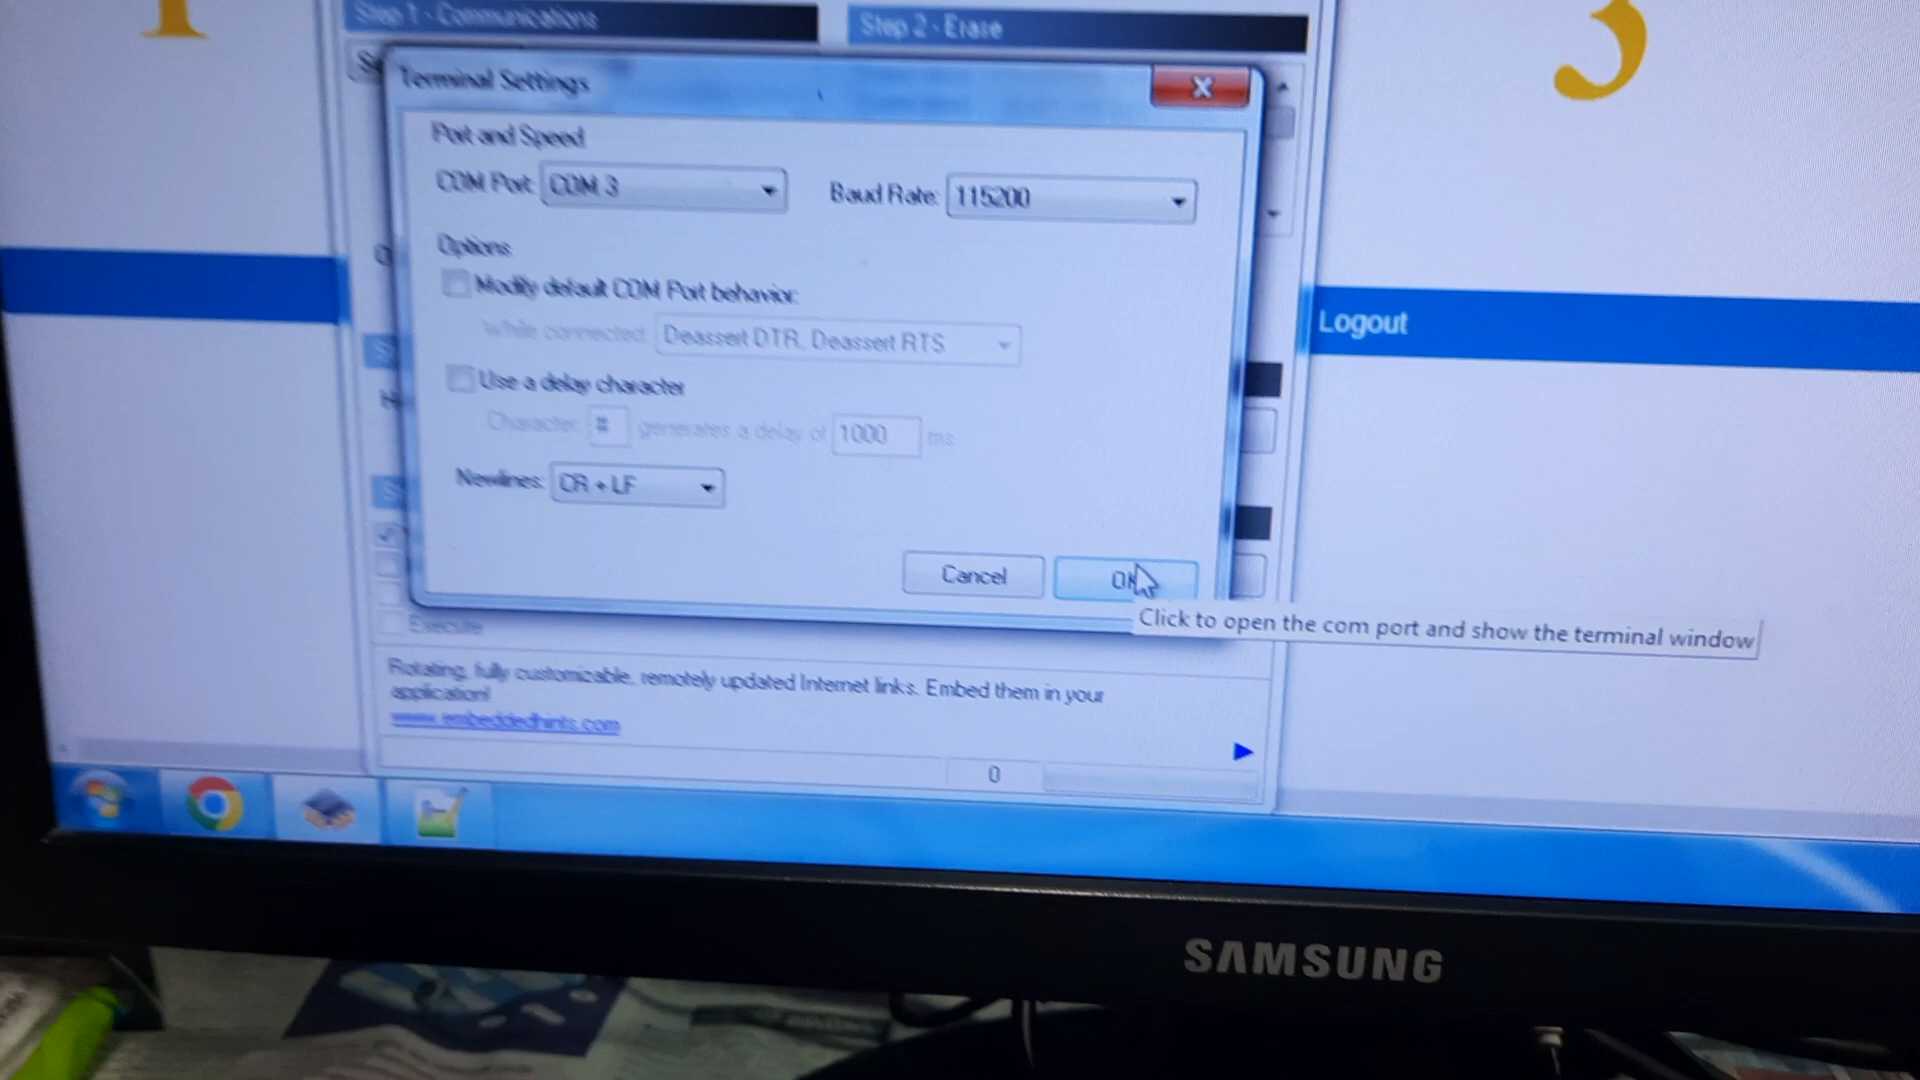 Step 1 - Communications
Step 2 - Erase
Terminal Settings
Port and Speed
COM Port: COM 3
Baud Rate: 115200
Options
Modify default COM Port behavior:
While connected: Deassert DTR, Deassert RTS
Use a delay character
Character: # generates a delay of 1000 ms
Newlines: CR + LF
Cancel
OK
Click to open the com port and show the terminal window
Execute
Rotating, fully customizable, remotely updated Internet links. Embed them in your
application!
www.embeddedhints.com
0
Logout
SAMSUNG